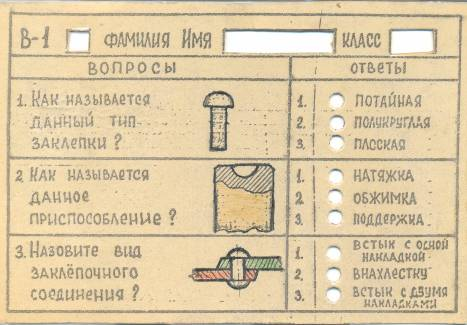 В-1 ФАМИЛИЯ ИМЯ КЛАСС
ВОПРОСЫ ОТВЕТЫ
1. КАК НАЗЫВАЕТСЯ
ДАННЫЙ ТИП
ЗАКЛЕПКИ ?
1. ПОТАЙНАЯ
2. ПОЛУКРУГЛАЯ
3. ПЛОСКАЯ
2. КАК НАЗЫВАЕТСЯ
ДАННОЕ
ПРИСПОСОБЛЕНИЕ ?
1. НАТЯЖКА
2. ОБЖИМКА
3. ПОДДЕРЖКА
3. НАЗОВИТЕ ВИД
ЗАКЛЁПОЧНОГО
СОЕДИНЕНИЯ ?
1. ВСТЫК С ОДНОЙ
НАКЛАДКОЙ
2. ВНАХЛЕСТКУ
3. ВСТЫК С ДВУМЯ
НАКЛАДКАМИ